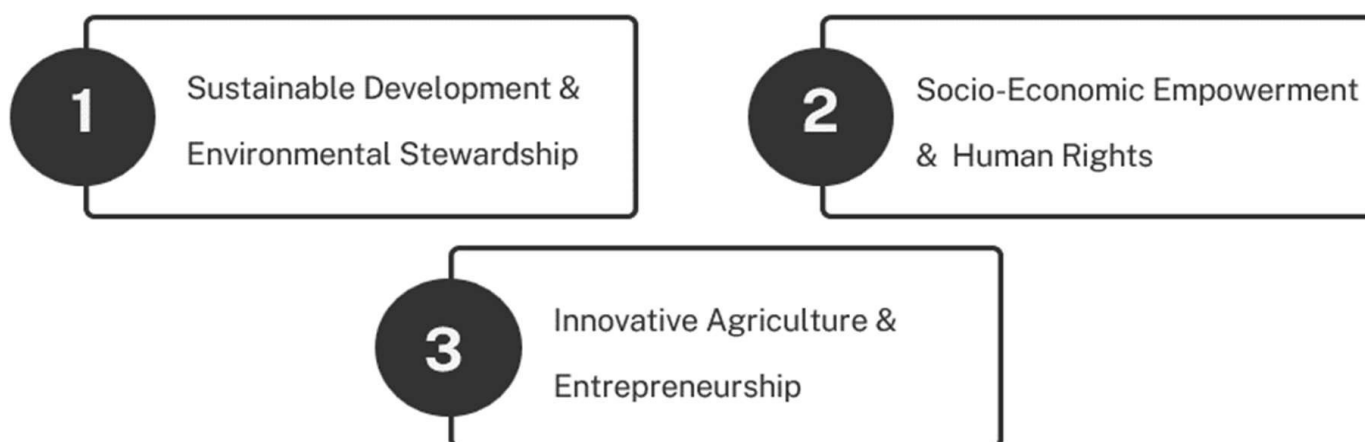 1
Sustainable Development &
Environmental Stewardship
2
Socio-Economic Empowerment
& Human Rights
3
Innovative Agriculture &
Entrepreneurship